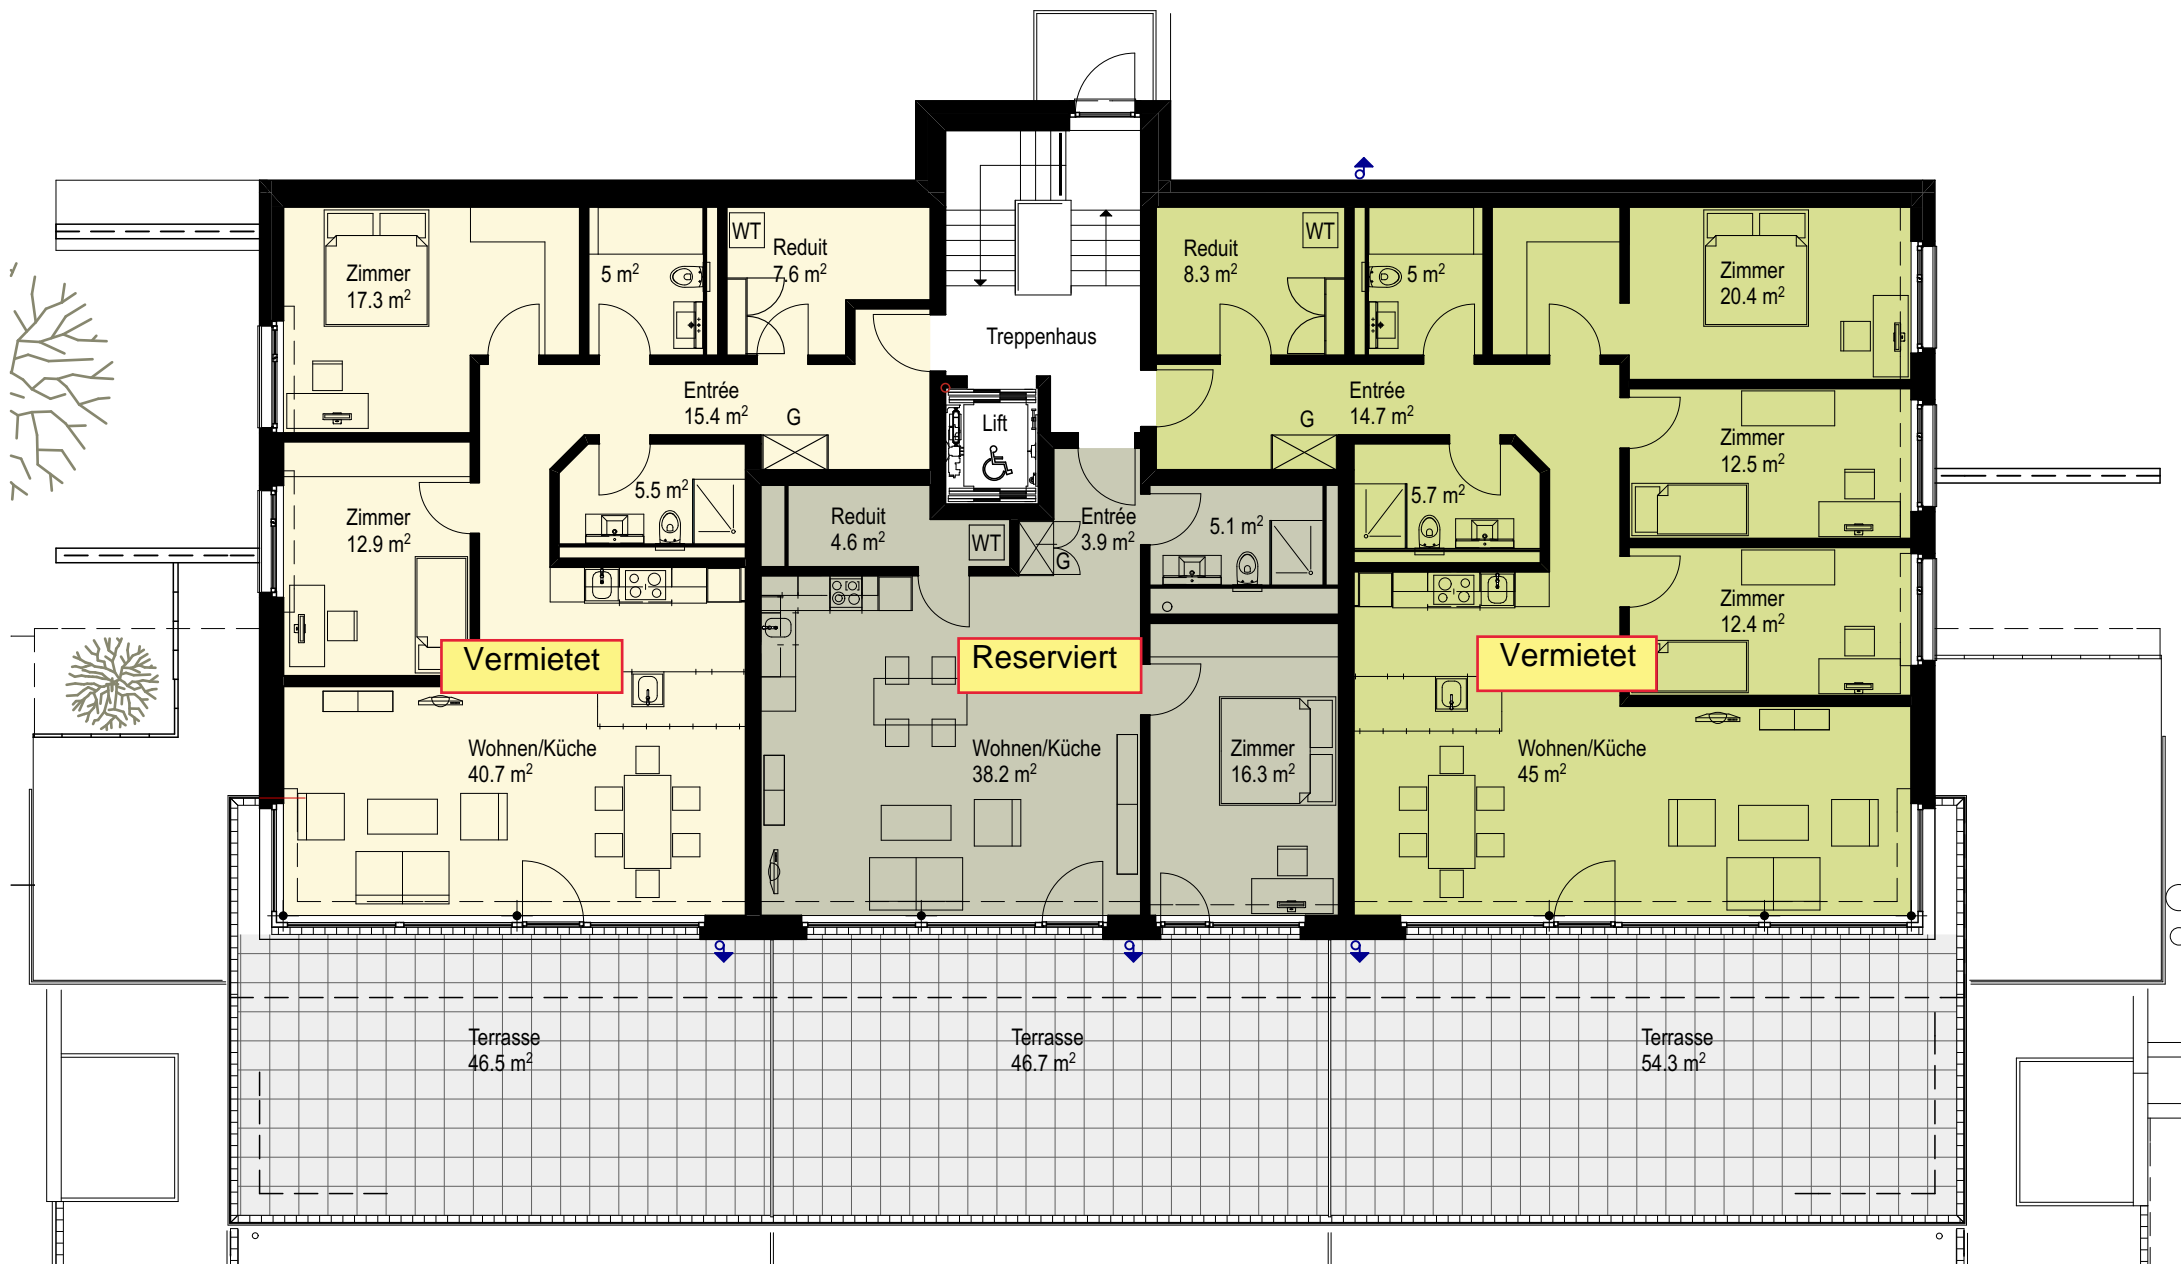 WT
Reduit
7.6 m²
Zimmer
17.3 m²
5 m²
Treppenhaus
Reduit
8.3 m²
WT
5 m²
Zimmer
20.4 m²
Entrée
15.4 m²
G
Lift
Entrée
14.7 m²
G
Zimmer
12.5 m²
5.5 m²
Zimmer
12.9 m²
Reduit
4.6 m²
WT
Entrée
3.9 m²
G
5.1 m²
5.7 m²
Zimmer
12.4 m²
Vermietet
Reserviert
Vermietet
Wohnen/Küche
40.7 m²
Wohnen/Küche
38.2 m²
Zimmer
16.3 m²
Wohnen/Küche
45 m²
Terrasse
46.5 m²
Terrasse
46.7 m²
Terrasse
54.3 m²